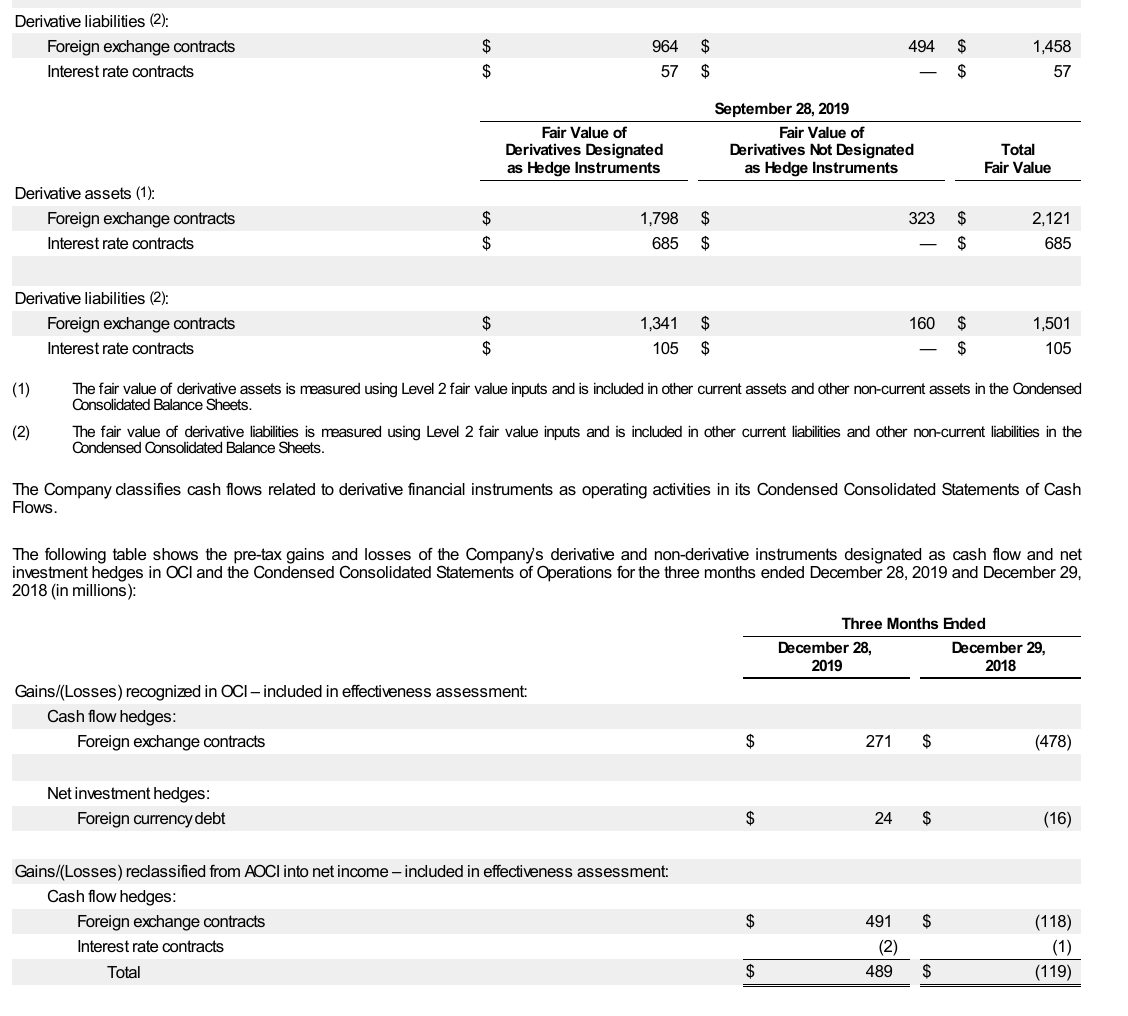 Derivative liabilities (2):
Foreign exchange contracts $ 964 $ 494 $ 1,458
Interest rate contracts $ 57 $ — $ 57
September 28, 2019
Fair Value of Derivatives Designated as Hedge Instruments
Fair Value of Derivatives Not Designated as Hedge Instruments
Total Fair Value
Derivative assets (1):
Foreign exchange contracts $ 1,798 $ 323 $ 2,121
Interest rate contracts $ 685 $ — $ 685
Derivative liabilities (2):
Foreign exchange contracts $ 1,341 $ 160 $ 1,501
Interest rate contracts $ 105 $ — $ 105
(1) The fair value of derivative assets is measured using Level 2 fair value inputs and is included in other current assets and other non-current assets in the Condensed
Consolidated Balance Sheets.
(2) The fair value of derivative liabilities is measured using Level 2 fair value inputs and is included in other current liabilities and other non-current liabilities in the
Condensed Consolidated Balance Sheets.
The Company classifies cash flows related to derivative financial instruments as operating activities in its Condensed Consolidated Statements of Cash
Flows.
The following table shows the pre-tax gains and losses of the Company's derivative and non-derivative instruments designated as cash flow and net
investment hedges in OCI and the Condensed Consolidated Statements of Operations for the three months ended December 28, 2019 and December 29,
2018 (in millions):
Three Months Ended
December 28, 2019
December 29, 2018
Gains/(Losses) recognized in OCI – included in effectiveness assessment:
Cash flow hedges:
Foreign exchange contracts $ 271 $ (478)
Net investment hedges:
Foreign currency debt $ 24 $ (16)
Gains/(Losses) reclassified from AOCI into net income – included in effectiveness assessment:
Cash flow hedges:
Foreign exchange contracts $ 491 $ (118)
Interest rate contracts (2) (1)
Total $ 489 $ (119)